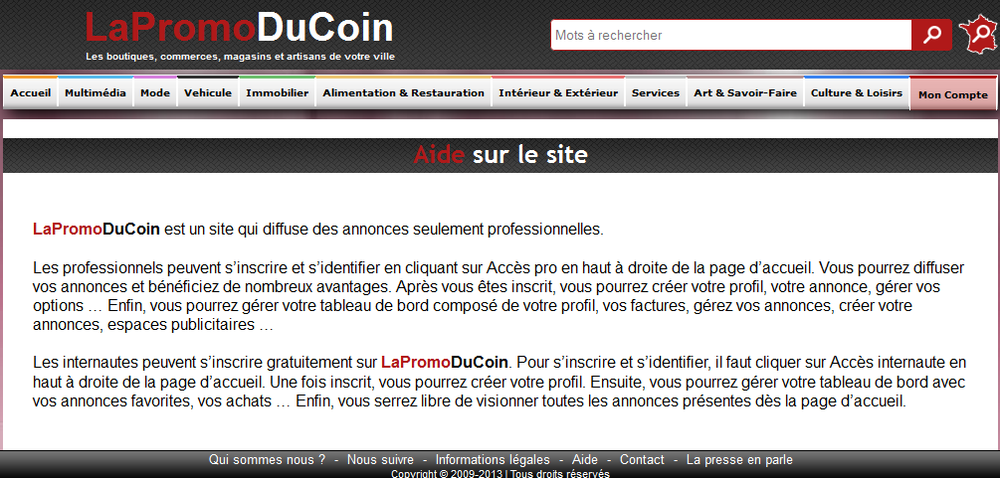 LaPromoDuCoin
Les boutiques, commerces, magasins et artisans de votre ville
Mots à rechercher
Accueil Multimédia Mode Vehicule Immobilier Alimentation & Restauration Intérieur & Extérieur Services Art & Savoir-Faire Culture & Loisirs Mon Compte
Aide sur le site
LaPromoDuCoin est un site qui diffuse des annonces seulement professionnelles.
Les professionnels peuvent s’inscrire et s’identifier en cliquant sur Accès pro en haut à droite de la page d’accueil. Vous pourrez diffuser
vos annonces et bénéficiez de nombreux avantages. Après vous êtes inscrit, vous pourrez créer votre profil, votre annonce, gérer vos
options … Enfin, vous pourrez gérer votre tableau de bord composé de votre profil, vos factures, gérez vos annonces, créer votre
annonces, espaces publicitaires …
Les internautes peuvent s’inscrire gratuitement sur LaPromoDuCoin. Pour s’inscrire et s’identifier, il faut cliquer sur Accès internaute en
haut à droite de la page d’accueil. Une fois inscrit, vous pourrez créer votre profil. Ensuite, vous pourrez gérer votre tableau de bord avec
vos annonces favorites, vos achats … Enfin, vous serrez libre de visionner toutes les annonces présentes dès la page d’accueil.
Qui sommes nous ? - Nous suivre - Informations légales - Aide - Contact - La presse en parle
Copyright © 2009-2013 | Tous droits réservés